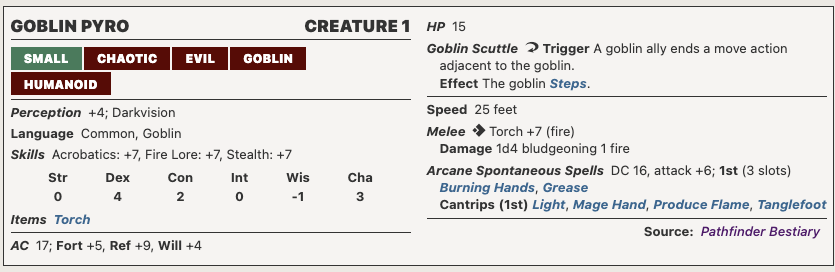 GOBLIN PYRO CREATURE 1
SMALL CHAOTIC EVIL GOBLIN
HUMANOID
Perception +4; Darkvision
Language Common, Goblin
Skills Acrobatics: +7, Fire Lore: +7, Stealth: +7
Str Dex Con Int Wis Cha
0 4 2 0 -1 3
Items Torch
AC 17; Fort +5, Ref +9, Will +4
HP 15
Goblin Scuttle Trigger A goblin ally ends a move action
adjacent to the goblin.
Effect The goblin Steps.
Speed 25 feet
Melee Torch +7 (fire)
Damage 1d4 bludgeoning 1 fire
Arcane Spontaneous Spells DC 16, attack +6; 1st (3 slots)
Burning Hands, Grease
Cantrips (1st) Light, Mage Hand, Produce Flame, Tanglefoot
Source: Pathfinder Bestiary